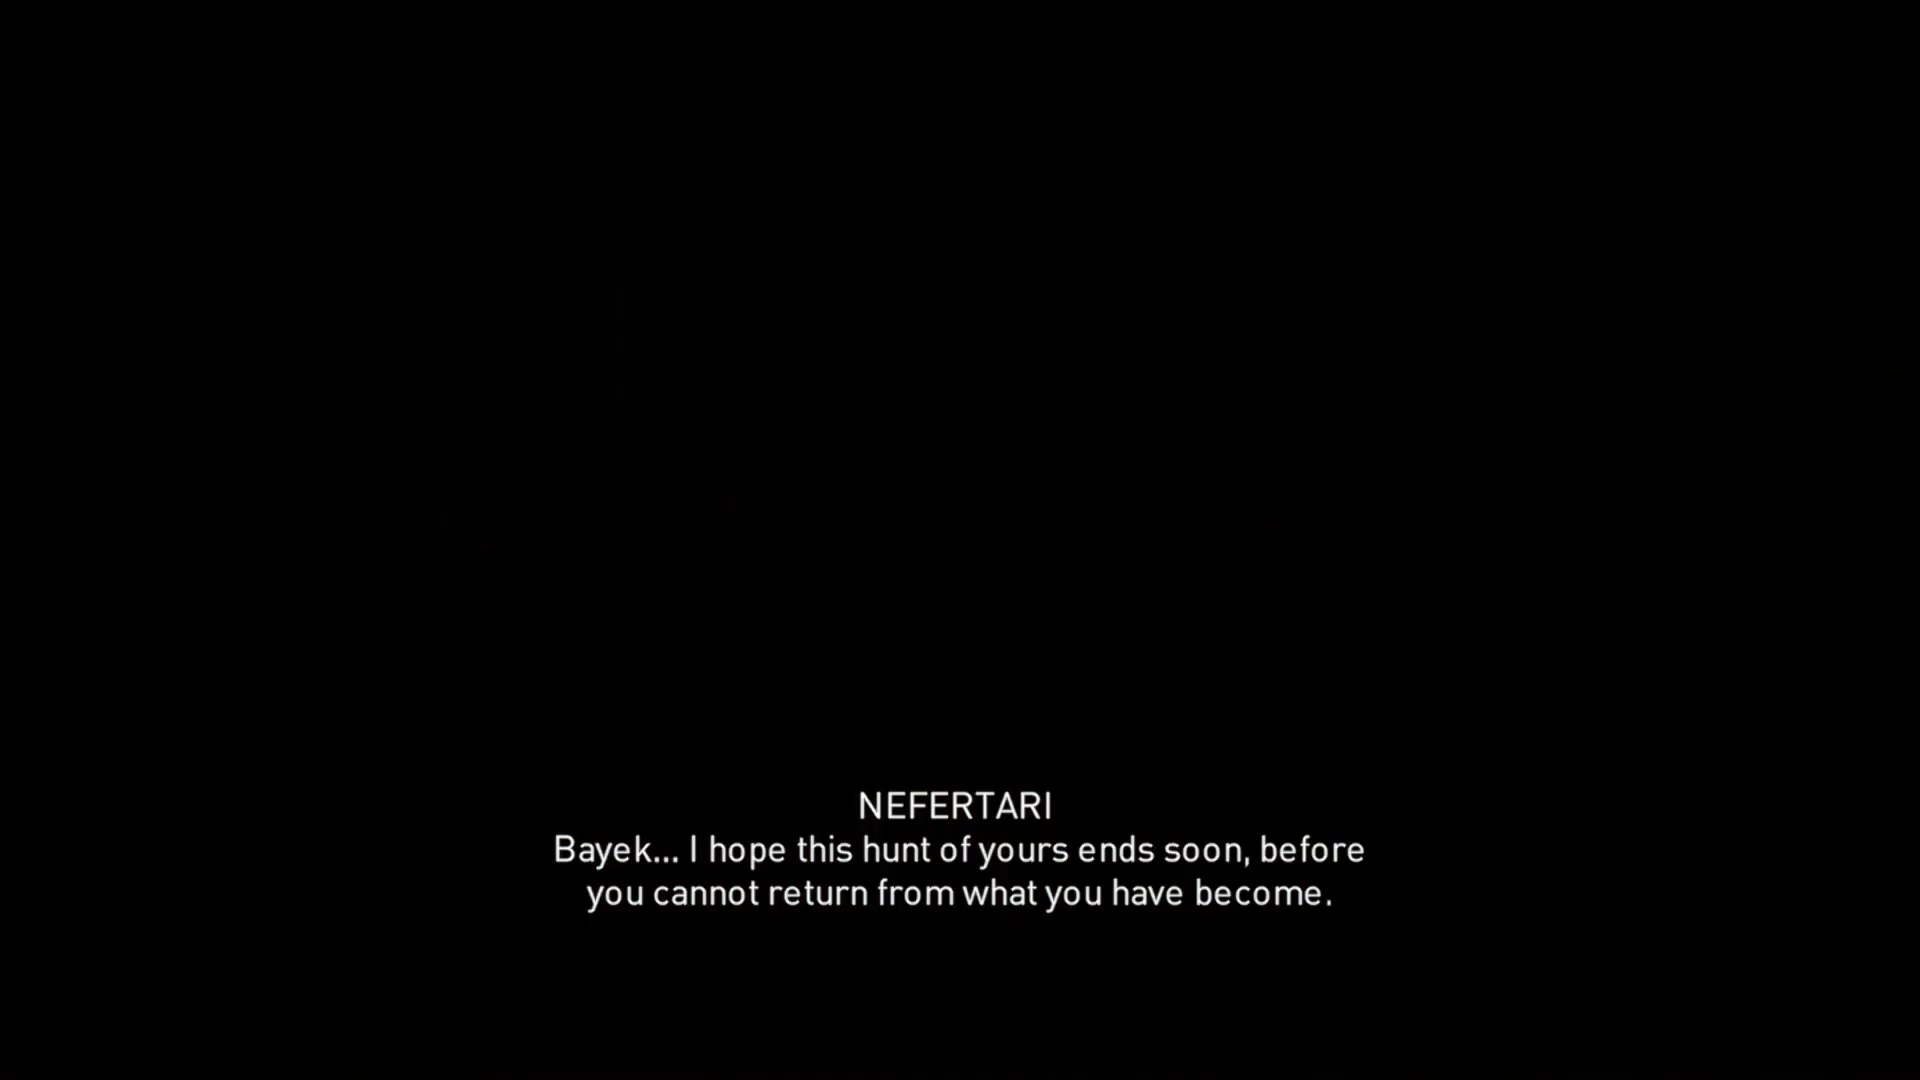 NEFERTARI
Bayek... I hope this hunt of yours ends soon, before
you cannot return from what you have become.